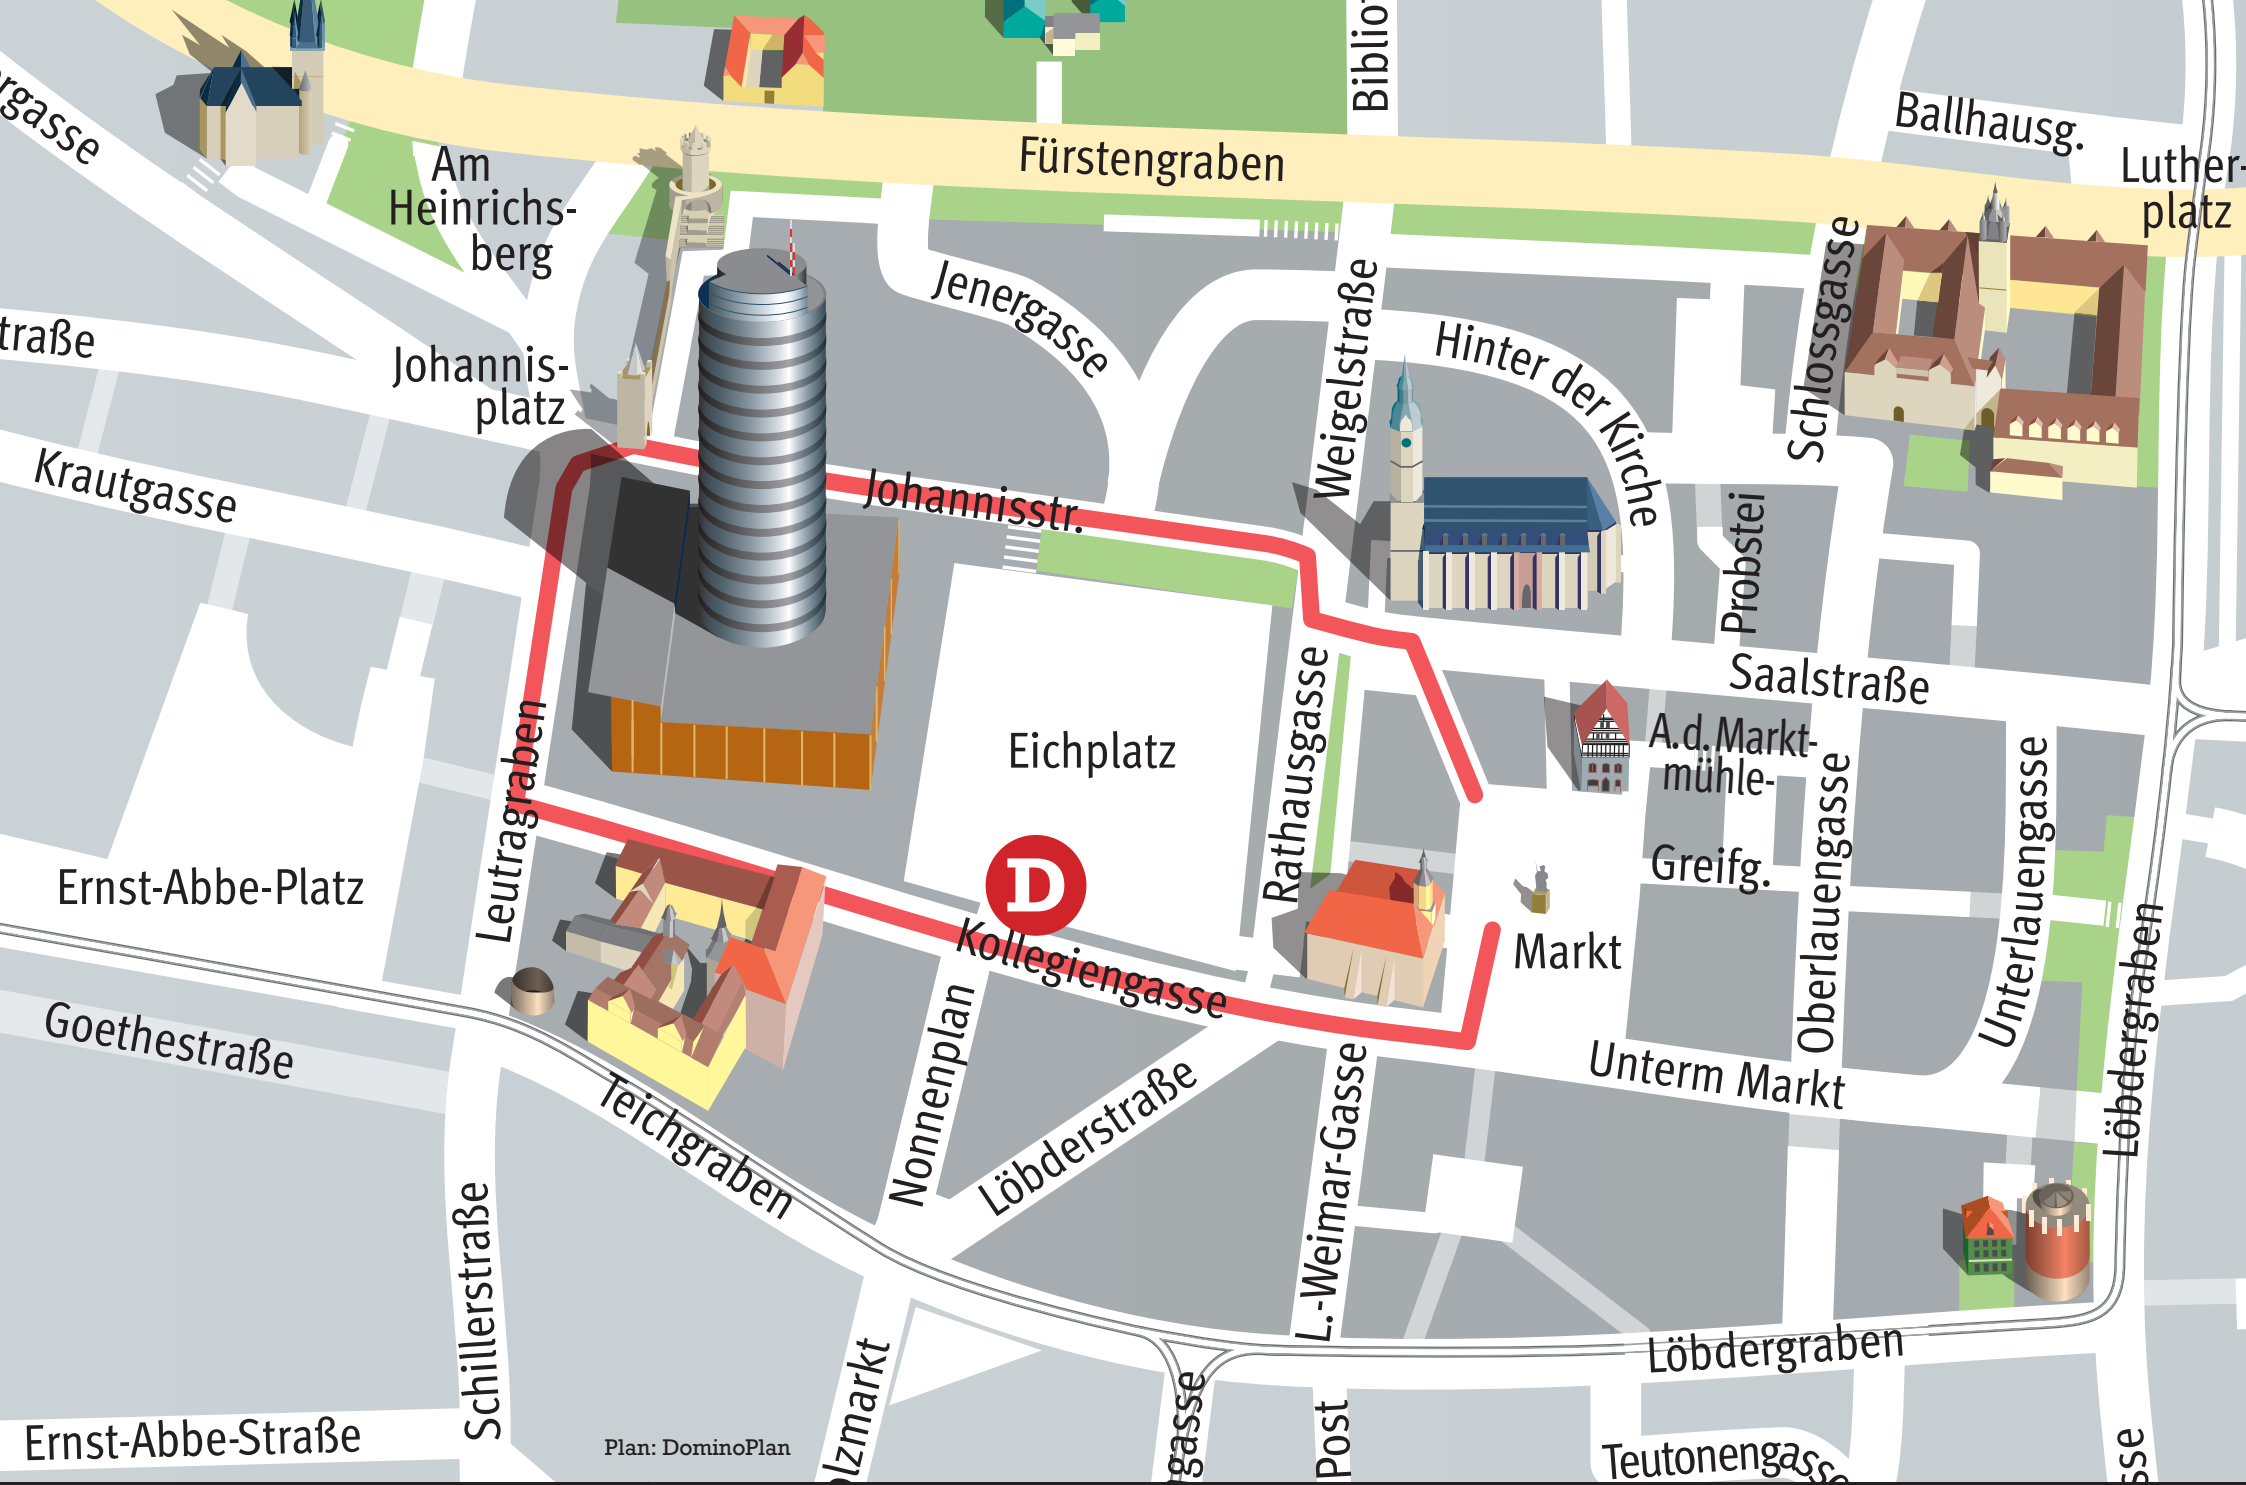 Biblio
Ballhausg.
Luther-
platz
Fürstengraben
Am
Heinrichs-
berg
rgasse
Jenergasse
Weigelstraße
Hinter der Kirche
Schlossgasse
traße
Johannis-
platz
Krautgasse
Johannisstr.
Probstei
Saalstraße
A.d. Markt-
mühle-
Eichplatz
Rathausgasse
Leutragraben
Greifg.
Oberlauengasse
Unterlauengasse
Ernst-Abbe-Platz
D
Kollegiengasse
Markt
Goethestraße
Teichgraben
Nonnenplan
Löbderstraße
L.-Weimar-Gasse
Unterm Markt
Löbdergraben
Schillerstraße
Löbdergraben
Ernst-Abbe-Straße
Plan: DominoPlan
olzmarkt
gasse
Post
Teutonengasse
sse